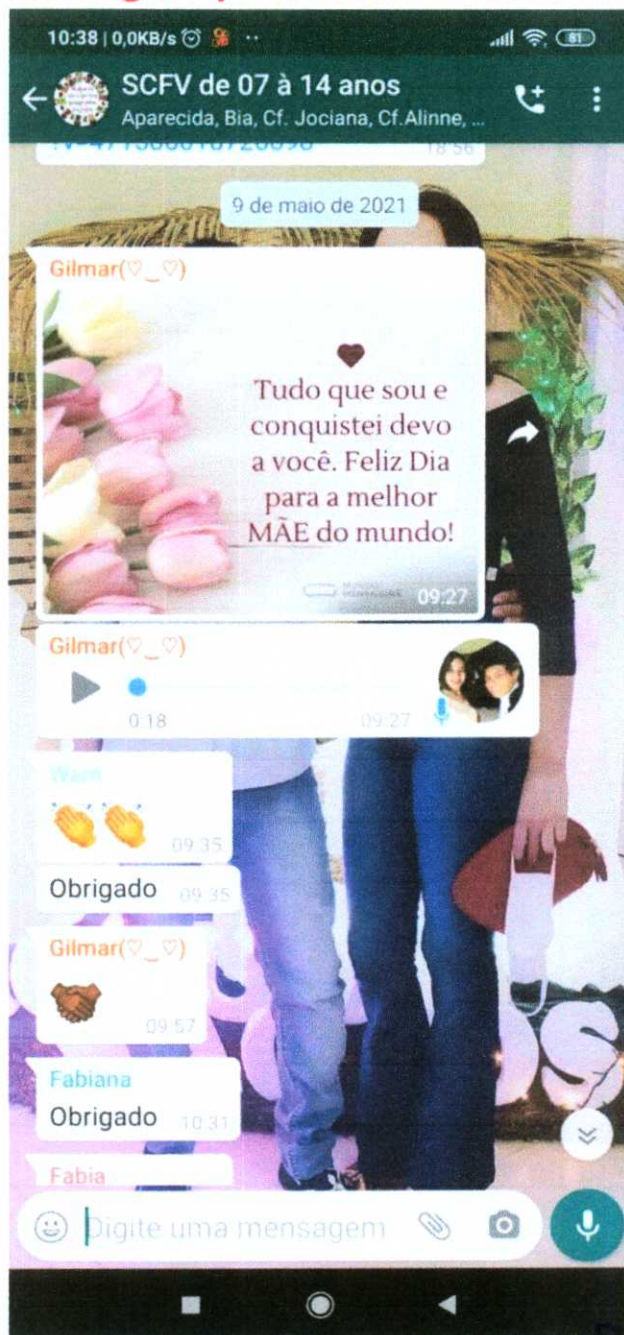 10:38 | 0,0KB/s
81
SCFV de 07 à 14 anos
Aparecida, Bia, Cf. Jociana, Cf.Alinne, ...
18:56
9 de maio de 2021
Gilmar(♡_♡)
Tudo que sou e
conquistei devo
a você. Feliz Dia
para a melhor
MÃE do mundo!
09:27
Gilmar(♡_♡)
0:18 09:27
09:35
Obrigado 09:35
Gilmar(♡_♡)
09:57
Fabiana
Obrigado 10:31
Fabia
Digite uma mensagem